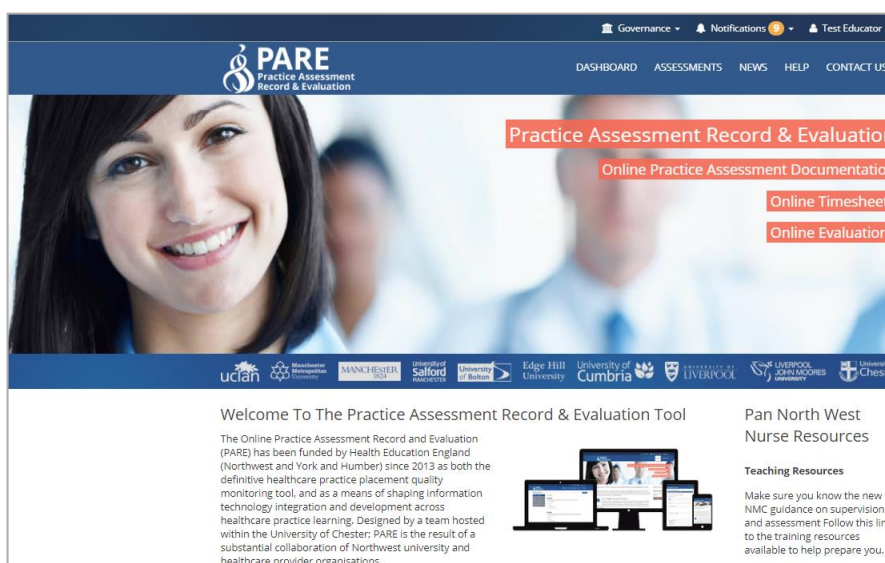 Governance
Notifications 9
Test Educator
PARE
Practice Assessment
Record & Evaluation
DASHBOARD ASSESSMENTS NEWS HELP CONTACT US
Practice Assessment Record & Evaluation
Online Practice Assessment Documentatio
Online Timesheet
Online Evaluation
uclan
Manchester
Metropolitan
University
MANCHESTER
1824
University of
Salford
MANCHESTER
University
of Bolton
Edge Hill
University
University of
Cumbria
UNIVERSITY OF
LIVERPOOL
LIVERPOOL
JOHN MOORES
UNIVERSITY
Universi
Chest
Welcome To The Practice Assessment Record & Evaluation Tool
The Online Practice Assessment Record and Evaluation
(PARE) has been funded by Health Education England
(Northwest and York and Humber) since 2013 as both the
definitive healthcare practice placement quality
monitoring tool, and as a means of shaping information
technology integration and development across
healthcare practice learning. Designed by a team hosted
within the University of Chester; PARE is the result of a
substantial collaboration of Northwest university and
healthcare provider organisations
Pan North West
Nurse Resources
Teaching Resources
Make sure you know the new
NMC guidance on supervision
and assessment Follow this lin
to the training resources
available to help prepare you.